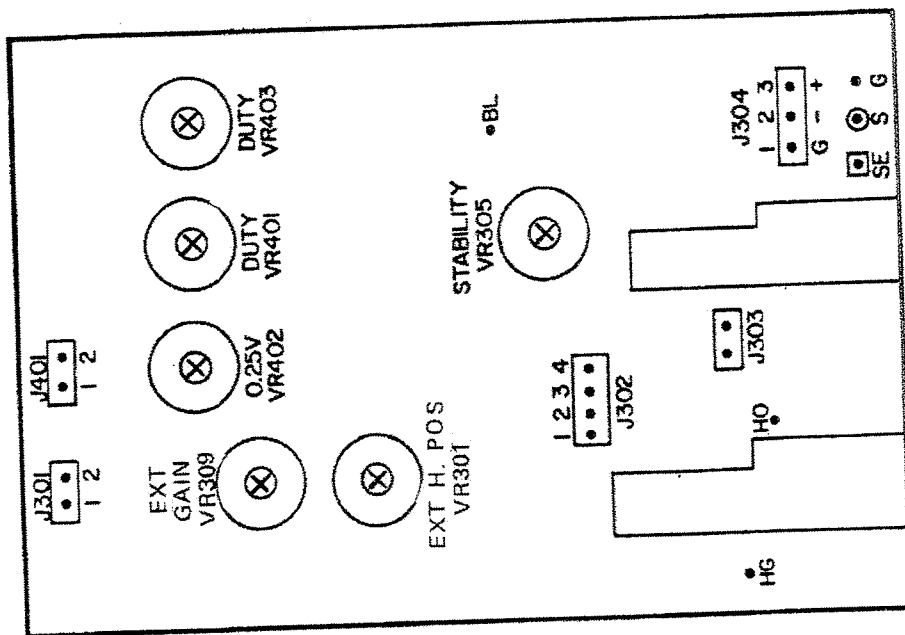 J301
1 2
J401
1 2
EXT
GAIN
VR309
0.25V
VR402
DUTY
VR401
DUTY
VR403
EXT H. POS
VR301
STABILITY
VR305
BL
1 2 3 4
J302
J303
J304
1 2 3
G - +
SE S G
HO
HG